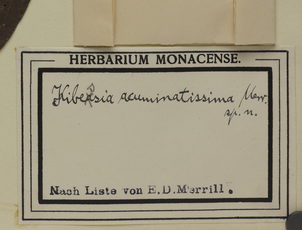 HERBARIUM MONACENSE.
Kibessia acuminatissima Merr.
sp. n.
Nach Liste von E.D.Merrill.